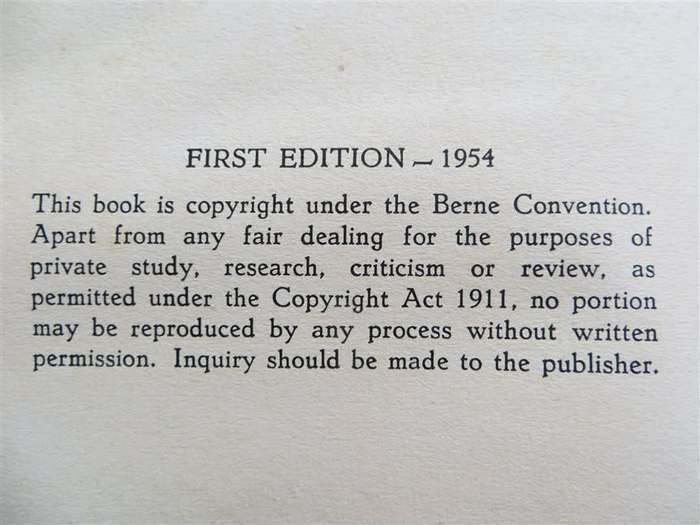 FIRST EDITION — 1954
This book is copyright under the Berne Convention.
Apart from any fair dealing for the purposes of
private study, research, criticism or review, as
permitted under the Copyright Act 1911, no portion
may be reproduced by any process without written
permission. Inquiry should be made to the publisher.